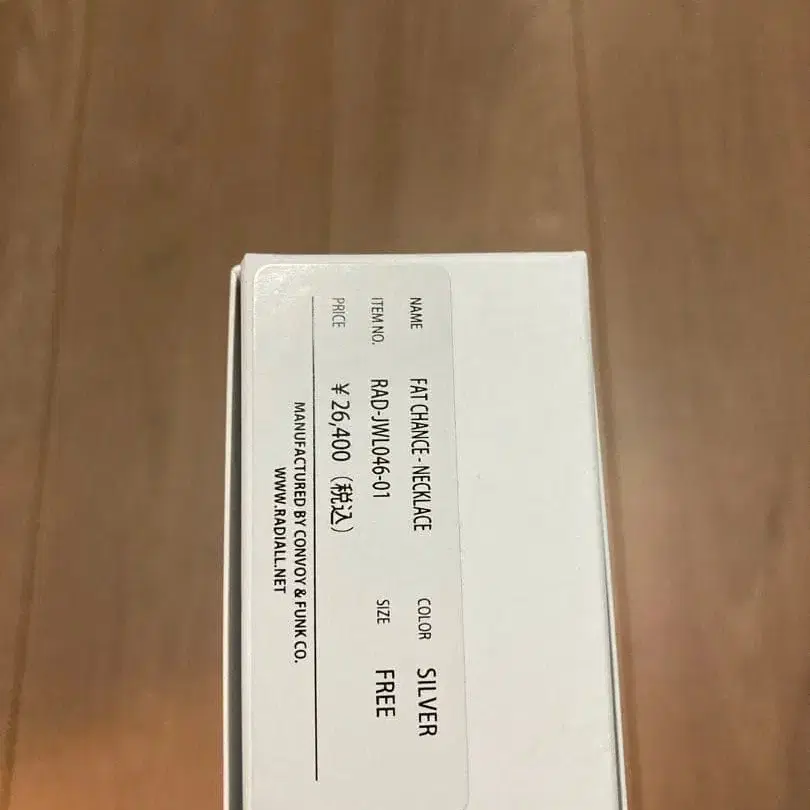 NAME FAT CHANCE - NECKLACE COLOR SILVER
ITEM NO. RAD-JWL046-01 SIZE FREE
PRICE ¥ 26,400 (税込)
MANUFACTURED BY CONVOY & FUNK CO.
WWW.RADIALL.NET